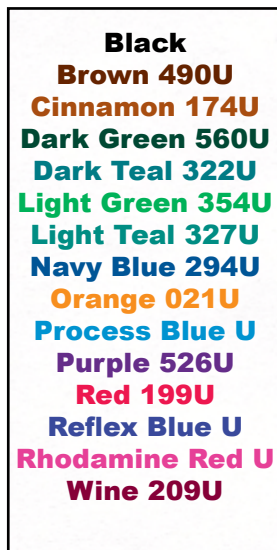 Black
Brown 490U
Cinnamon 174U
Dark Green 560U
Dark Teal 322U
Light Green 354U
Light Teal 327U
Navy Blue 294U
Orange 021U
Process Blue U
Purple 526U
Red 199U
Reflex Blue U
Rhodamine Red U
Wine 209U